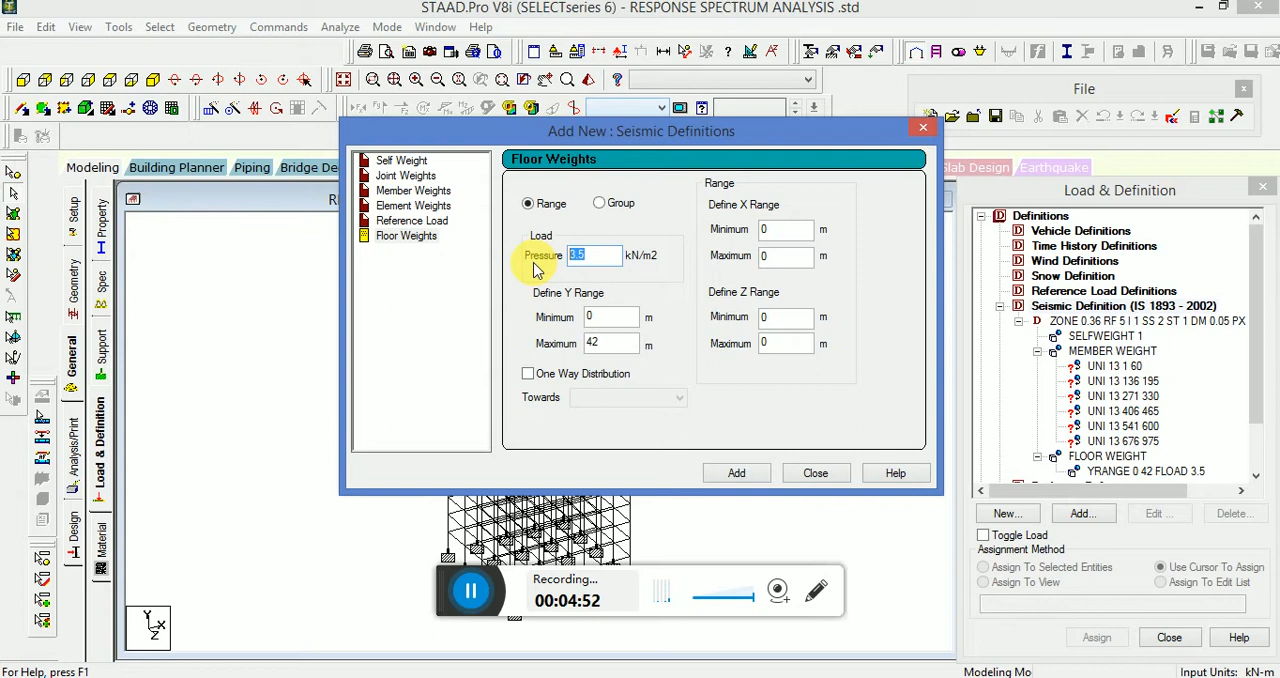 STAAD.Pro V8i (SELECTseries 6) - RESPONSE SPECTRUM ANALYSIS .std
File Edit View Tools Select Geometry Commands Analyze Mode Window Help
File
Modeling Building Planner Piping Bridge De Slab Design Earthquake
Add New : Seismic Definitions
Self Weight
Joint Weights
Member Weights
Element Weights
Reference Load
Floor Weights
Floor Weights
Range Group
Load
Pressure 3.5 kN/m2
Define Y Range
Minimum 0 m
Maximum 42 m
One Way Distribution
Towards
Range
Define X Range
Minimum 0 m
Maximum 0 m
Define Z Range
Minimum 0 m
Maximum 0 m
Add Close Help
Load & Definition
Definitions
Vehicle Definitions
Time History Definitions
Wind Definitions
Snow Definition
Reference Load Definitions
Seismic Definition (IS 1893 - 2002)
ZONE 0.36 RF 5 I 1 SS 2 ST 1 DM 0.05 PX
SELFWEIGHT 1
MEMBER WEIGHT
UNI 13 1 60
UNI 13 136 195
UNI 13 271 330
UNI 13 406 465
UNI 13 541 600
UNI 13 676 975
FLOOR WEIGHT
YRANGE 0 42 FLOAD 3.5
New... Add... Edit ... Delete...
Toggle Load
Assignment Method
Assign To Selected Entities Use Cursor To Assign
Assign To View Assign To Edit List
Assign Close Help
Setup
Geometry
General
Analysis/Print
Design
Property
Spec
Support
Load & Definition
Material
Recording...
00:04:52
Y
X
Z
For Help, press F1 Modeling Mo Input Units: kN-m